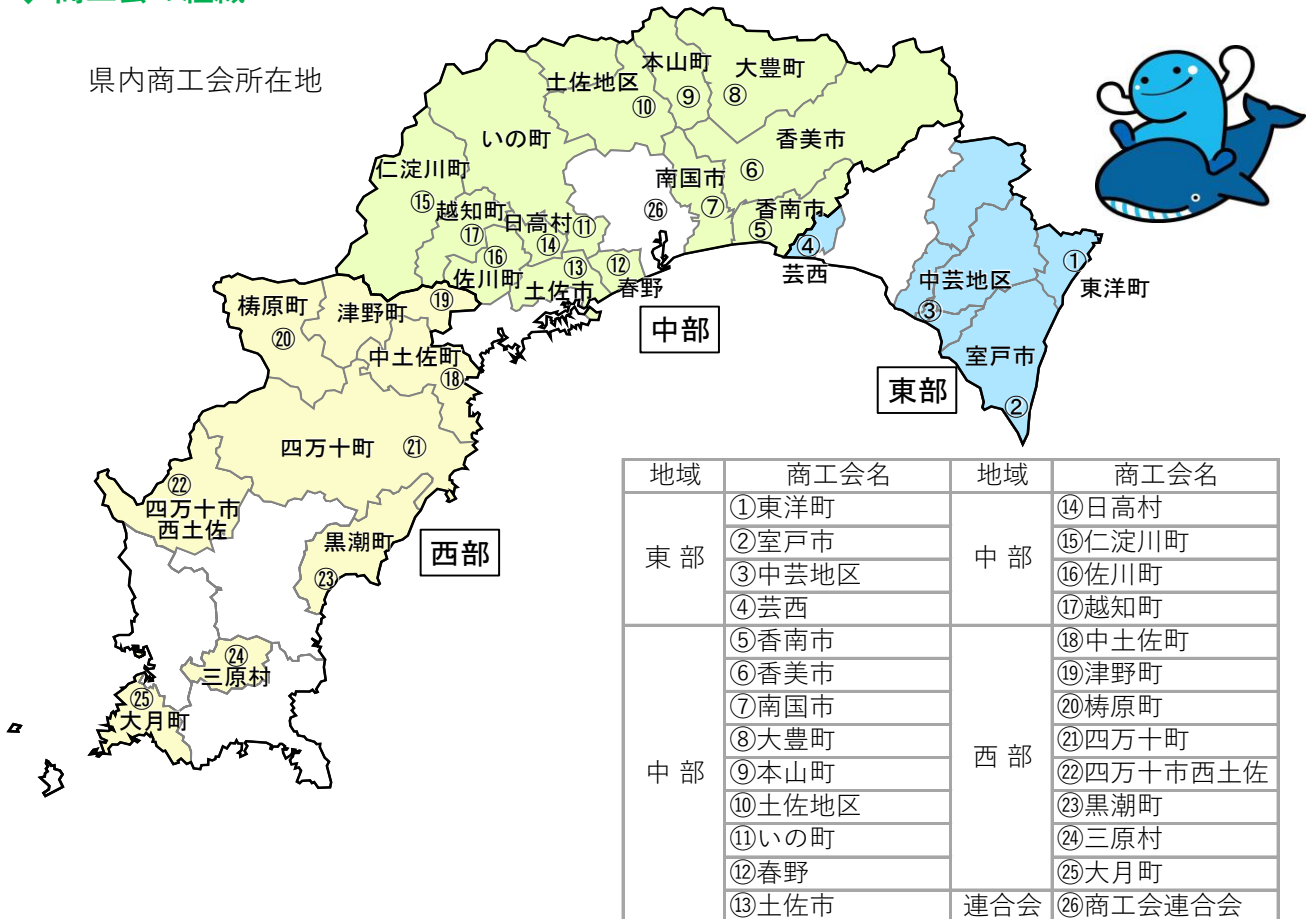 県内商工会所在地
本山町
⑨
大豊町
⑧
土佐地区
⑩
いの町
香美市
⑥
仁淀川町
⑮
南国市
⑦
越知町
⑰
日高村
⑪
⑭
㉖
香南市
⑤
④
芸西
⑯
佐川町
⑬
土佐市
⑫
春野
中部
①
東洋町
中芸地区
③
室戸市
②
東部
梼原町
⑳
津野町
⑲
中土佐町
⑱
四万十町
㉑
㉒
四万十市
西土佐
黒潮町
㉓
西部
㉔
三原村
㉕
大月町
地域 商工会名 地域 商工会名
東部 ①東洋町 中部 ⑭日高村
②室戸市 ⑮仁淀川町
③中芸地区 ⑯佐川町
④芸西 ⑰越知町
中部 ⑤香南市 西部 ⑱中土佐町
⑥香美市 ⑲津野町
⑦南国市 ⑳梼原町
⑧大豊町 ㉑四万十町
⑨本山町 ㉒四万十市西土佐
⑩土佐地区 ㉓黒潮町
⑪いの町 ㉔三原村
⑫春野 ㉕大月町
⑬土佐市 連合会 ㉖商工会連合会